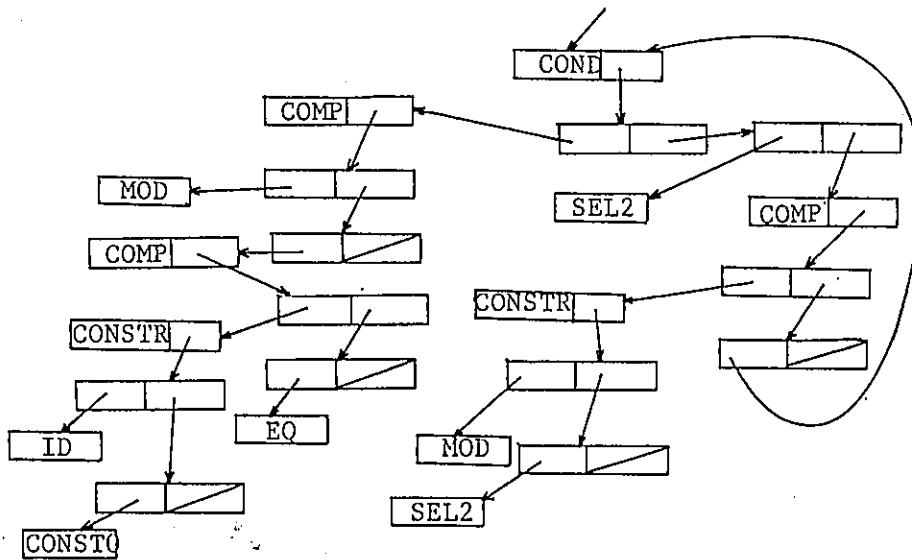 COND
COMP
MOD
SEL2
COMP
COMP
CONSTR
CONSTR
EQ
MOD
ID
SEL2
CONST0